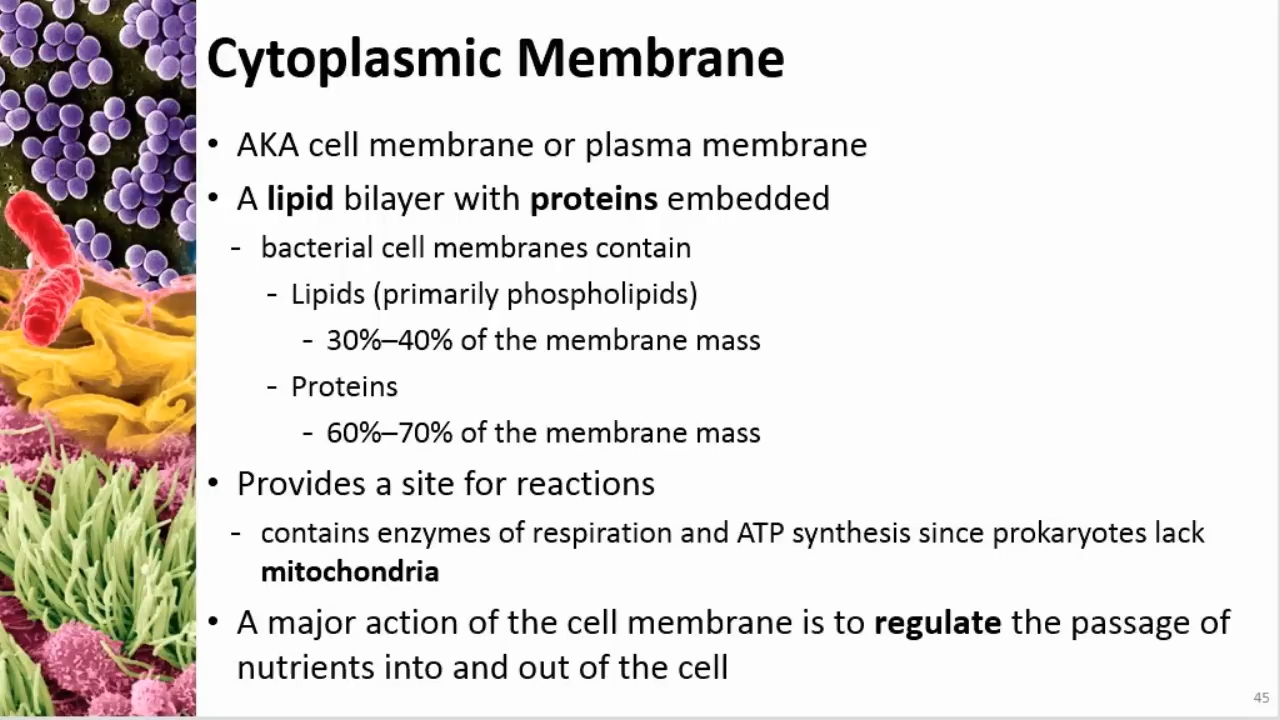 Cytoplasmic Membrane
• AKA cell membrane or plasma membrane
• A lipid bilayer with proteins embedded
- bacterial cell membranes contain
- Lipids (primarily phospholipids)
- 30%–40% of the membrane mass
- Proteins
- 60%–70% of the membrane mass
• Provides a site for reactions
- contains enzymes of respiration and ATP synthesis since prokaryotes lack
mitochondria
• A major action of the cell membrane is to regulate the passage of
nutrients into and out of the cell
45